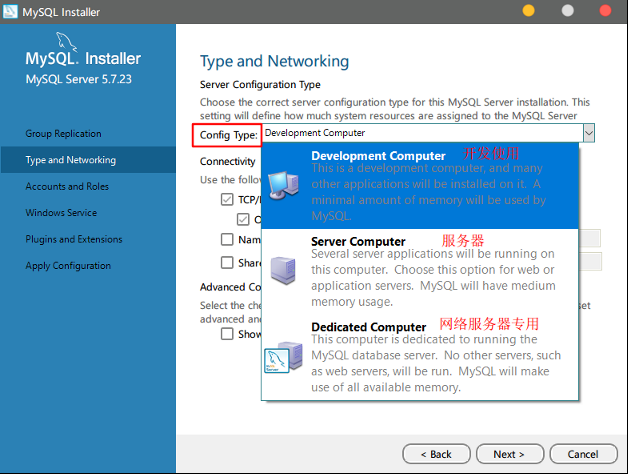 MySQL Installer
MySQL. Installer
MySQL Server 5.7.23
Group Replication
Type and Networking
Accounts and Roles
Windows Service
Plugins and Extensions
Apply Configuration
Type and Networking
Server Configuration Type
Choose the correct server configuration type for this MySQL Server installation. This
setting will define how much system resources are assigned to the MySQL Server
Config Type: Development Computer
Connectivity
Use the follow
TCP/
O
Nam
Share
Advanced Co
Select the che
set
advanced and
Show
Development Computer 开发使用
This is a development computer, and many
other applications will be installed on it. A
minimal amount of memory will be used by
MySQL.
Server Computer 服务器
Several server applications will be running on
this computer. Choose this option for web or
application servers. MySQL will have medium
memory usage.
Dedicated Computer 网络服务器专用
This computer is dedicated to running the
MySQL database server. No other servers, such
as web servers, will be run. MySQL will make
use of all available memory.
< Back
Next >
Cancel